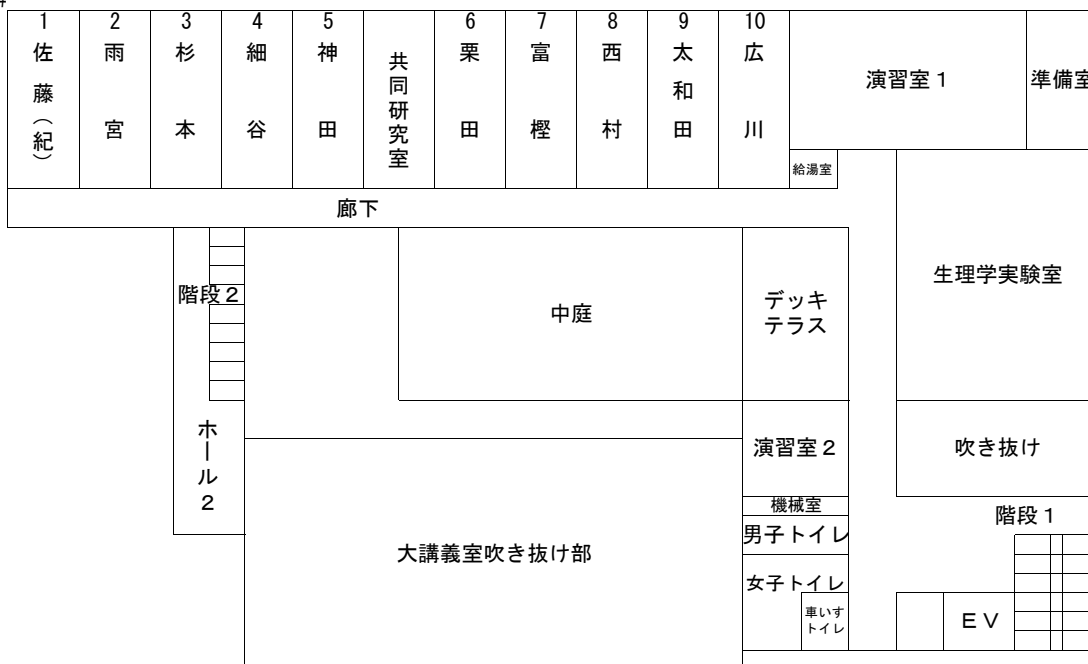 1
佐藤（紀）
2
雨宮
3
杉本
4
細谷
5
神田
共同研究室
6
栗田
7
富樫
8
西村
9
太和田
10
広川
演習室１
準備室
給湯室
廊下
階段２
中庭
デッキ
テラス
生理学実験室
ホール２
演習室２
吹き抜け
機械室
階段１
男子トイレ
大講義室吹き抜け部
女子トイレ
車いす
トイレ
ＥＶ